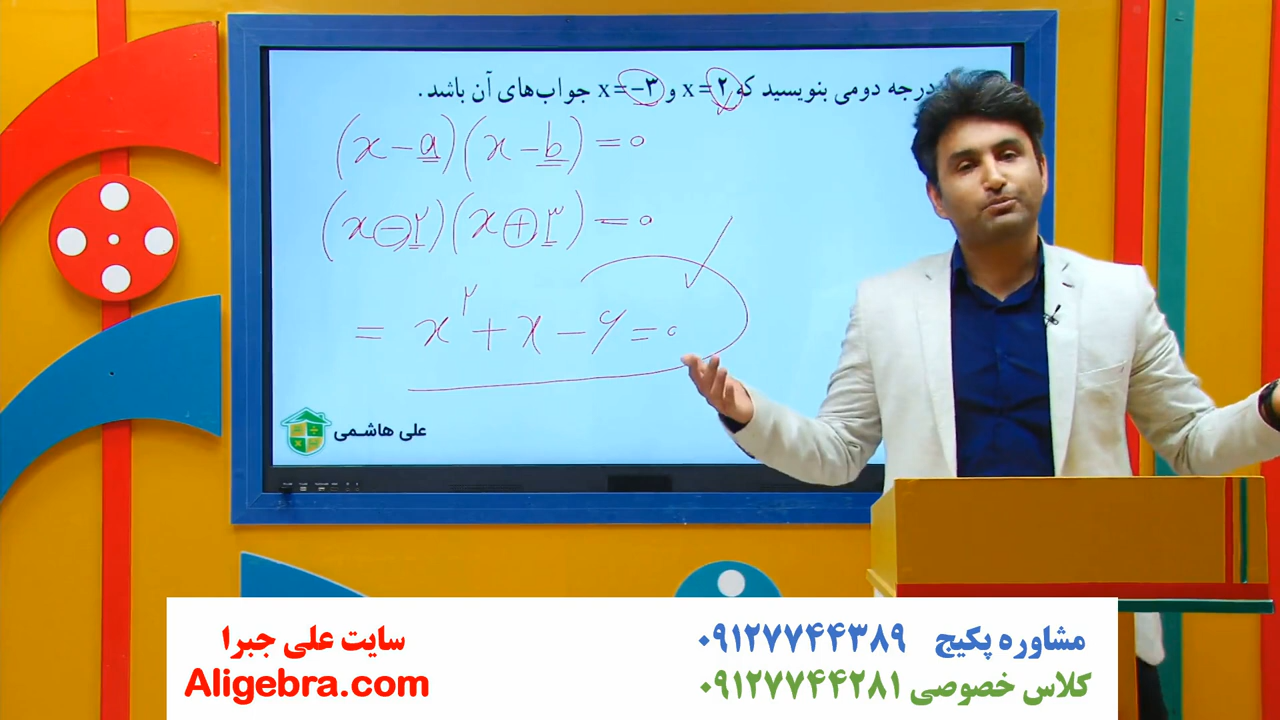 درجه دومی بنویسید که x=۲ و x=−۳ جواب‌های آن باشد.
(x−a)(x−b)=۰
(x−۲)(x+۳)=۰
= x^۲+x−۶=۰
علی هاشمی
سایت علی جبرا
Aligebra.com
مشاوره پکیج ۰۹۱۲۷۷۴۴۳۸۹
کلاس خصوصی ۰۹۱۲۷۷۴۴۲۸۱